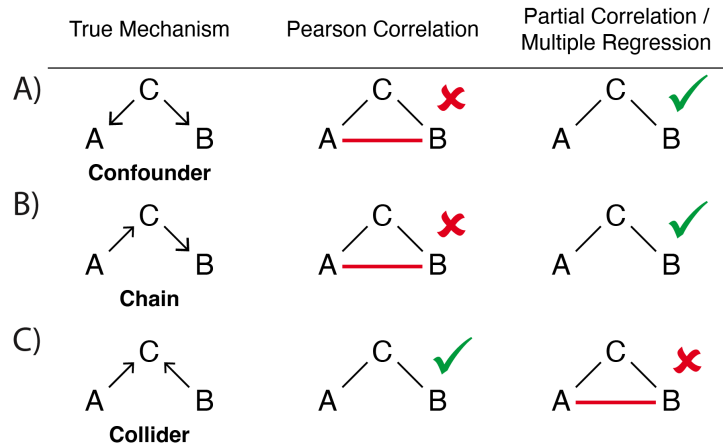 True Mechanism Pearson Correlation Partial Correlation / Multiple Regression
A)
C C C
A B A B A B
Confounder
B)
C C C
A B A B A B
Chain
C)
C C C
A B A B A B
Collider